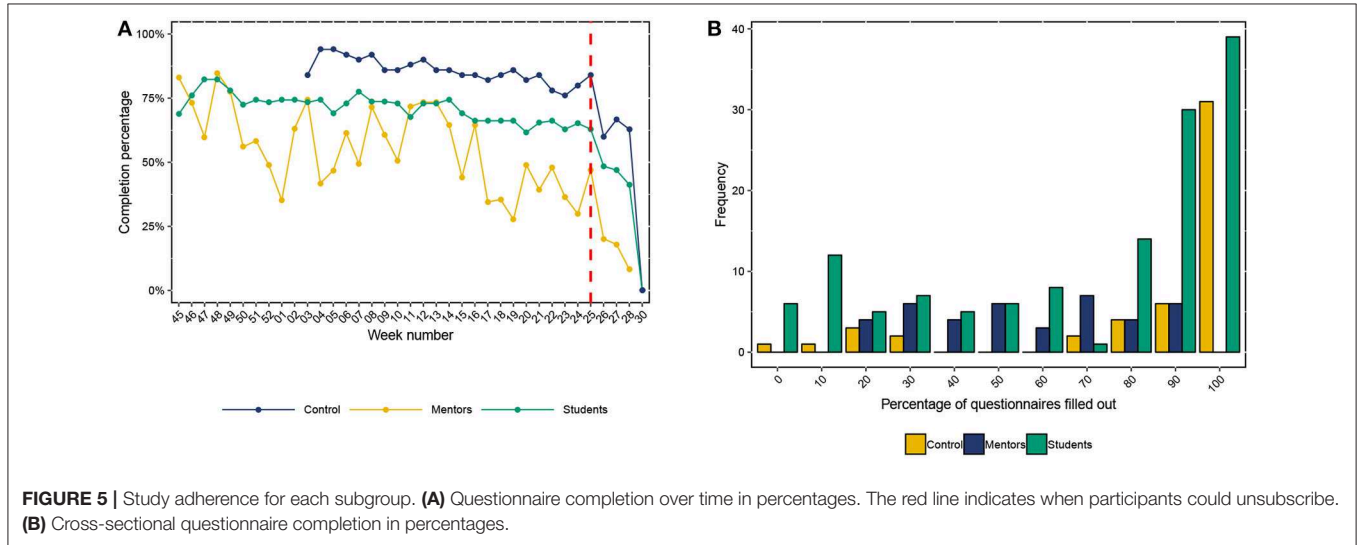 A
100%
75%
50%
25%
0%
Completion percentage
45 46 47 48 49 50 51 52 01 02 03 04 05 06 07 08 09 10 11 12 13 14 15 16 17 18 19 20 21 22 23 24 25 26 27 28 30
Week number
Control Mentors Students
B
40
30
20
10
0
Frequency
0 10 20 30 40 50 60 70 80 90 100
Percentage of questionnaires filled out
Control Mentors Students
FIGURE 5 | Study adherence for each subgroup. (A) Questionnaire completion over time in percentages. The red line indicates when participants could unsubscribe.
(B) Cross-sectional questionnaire completion in percentages.